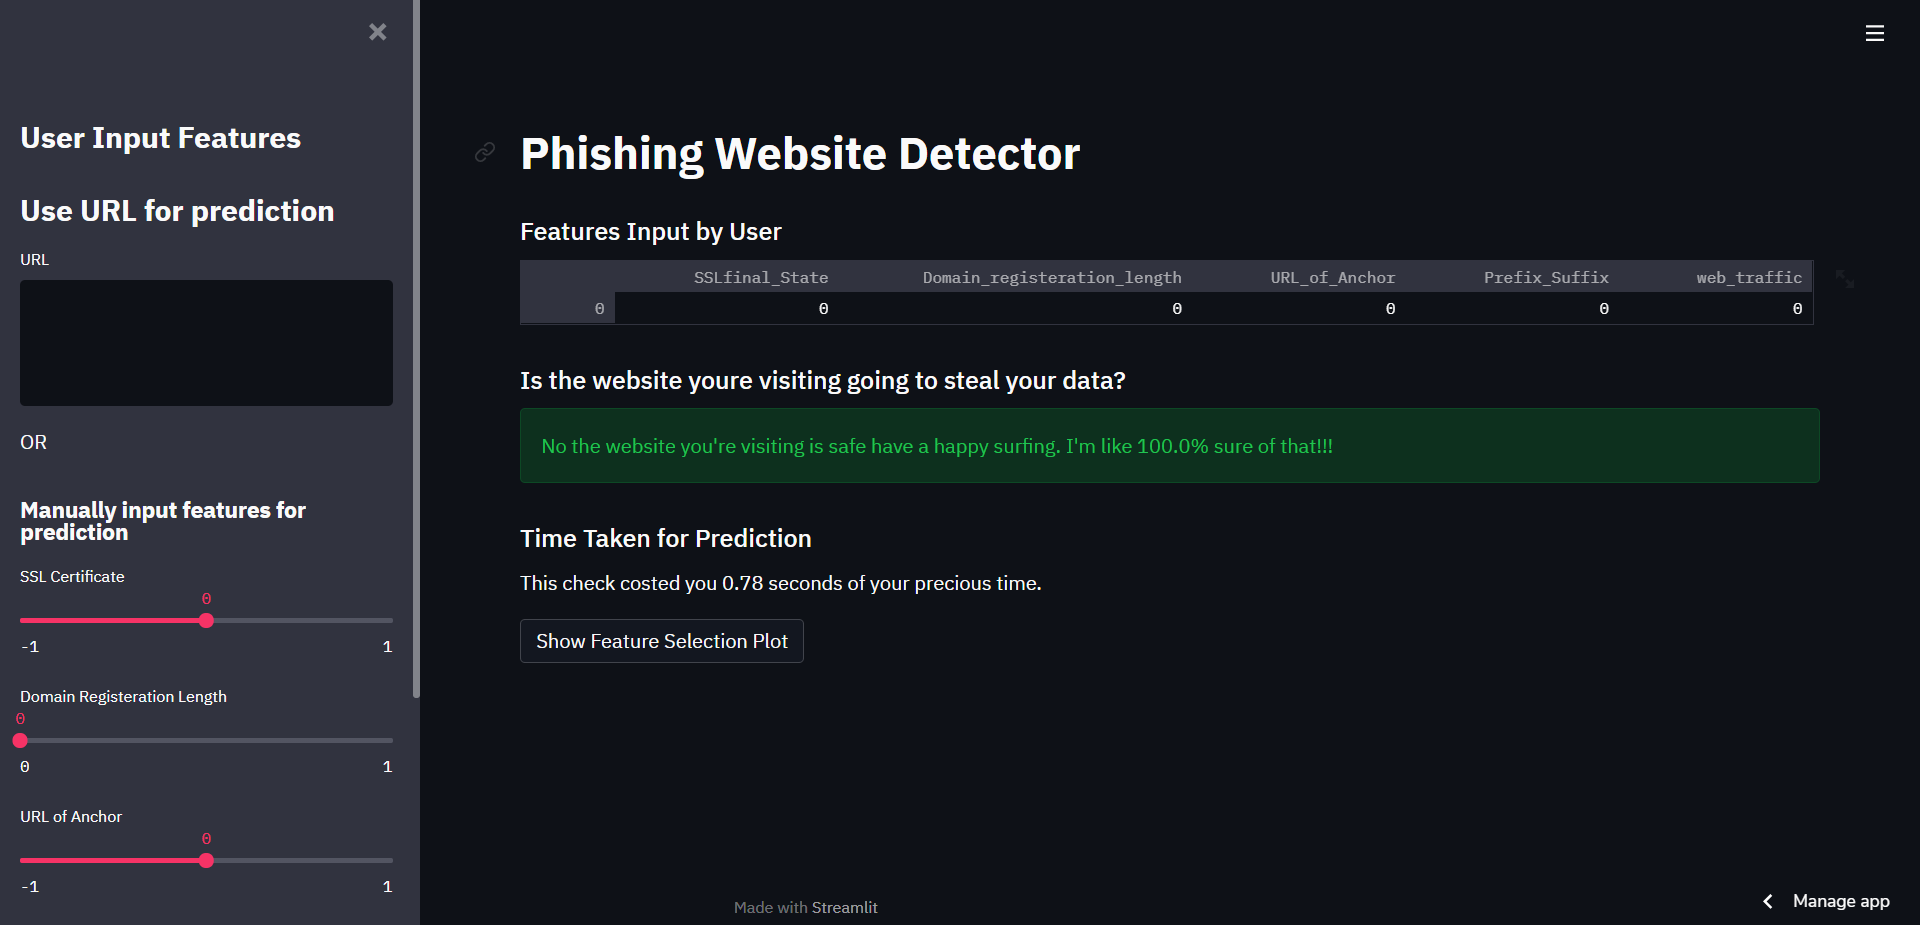 User Input Features
Use URL for prediction
URL
OR
Manually input features for
prediction
SSL Certificate
0
-1 1
Domain Registeration Length
0
0 1
URL of Anchor
0
-1 1
Phishing Website Detector
Features Input by User
SSLfinal_State Domain_registeration_length URL_of_Anchor Prefix_Suffix web_traffic
0 0 0 0 0 0
Is the website youre visiting going to steal your data?
No the website you're visiting is safe have a happy surfing. I'm like 100.0% sure of that!!!
Time Taken for Prediction
This check costed you 0.78 seconds of your precious time.
Show Feature Selection Plot
Made with Streamlit
Manage app